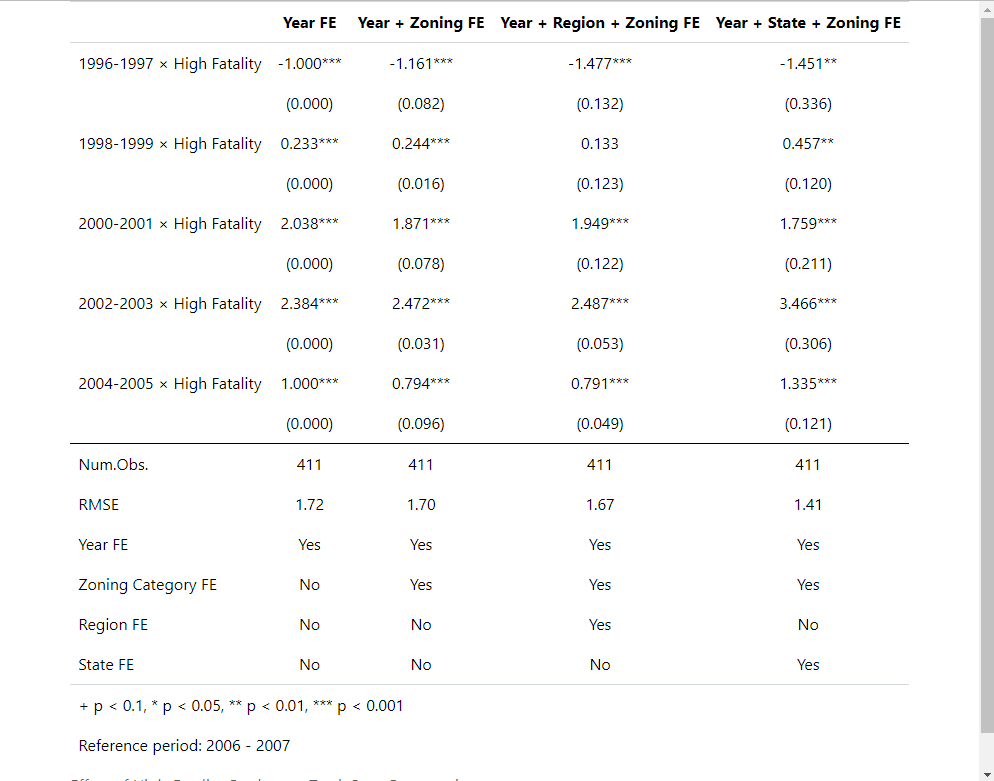 Year FE Year + Zoning FE Year + Region + Zoning FE Year + State + Zoning FE
1996-1997 × High Fatality -1.000*** -1.161*** -1.477*** -1.451**
(0.000) (0.082) (0.132) (0.336)
1998-1999 × High Fatality 0.233*** 0.244*** 0.133 0.457**
(0.000) (0.016) (0.123) (0.120)
2000-2001 × High Fatality 2.038*** 1.871*** 1.949*** 1.759***
(0.000) (0.078) (0.122) (0.211)
2002-2003 × High Fatality 2.384*** 2.472*** 2.487*** 3.466***
(0.000) (0.031) (0.053) (0.306)
2004-2005 × High Fatality 1.000*** 0.794*** 0.791*** 1.335***
(0.000) (0.096) (0.049) (0.121)
Num.Obs. 411 411 411 411
RMSE 1.72 1.70 1.67 1.41
Year FE Yes Yes Yes Yes
Zoning Category FE No Yes Yes Yes
Region FE No No Yes No
State FE No No No Yes
+ p < 0.1, * p < 0.05, ** p < 0.01, *** p < 0.001
Reference period: 2006 - 2007